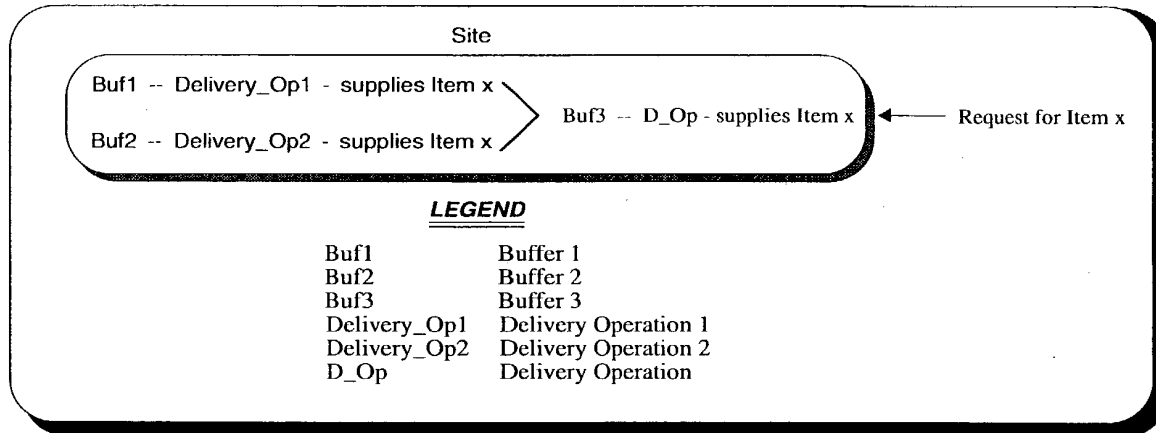 Site
Buf1 -- Delivery_Op1 - supplies Item x
Buf2 -- Delivery_Op2 - supplies Item x
Buf3 -- D_Op - supplies Item x
Request for Item x
LEGEND
Buf1 Buffer 1
Buf2 Buffer 2
Buf3 Buffer 3
Delivery_Op1 Delivery Operation 1
Delivery_Op2 Delivery Operation 2
D_Op Delivery Operation